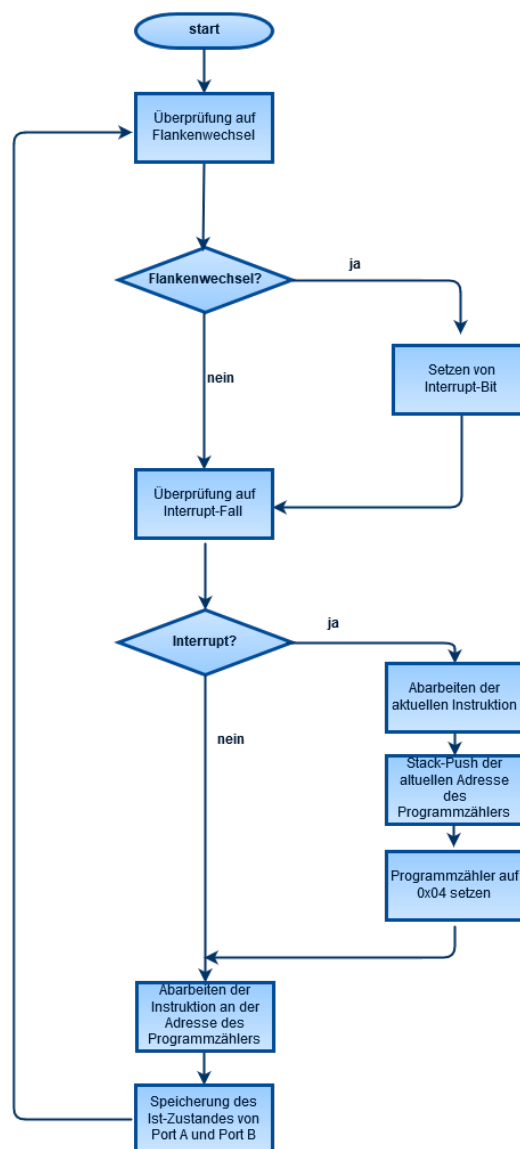 start
Überprüfung auf
Flankenwechsel
Flankenwechsel?
ja
nein
Setzen von
Interrupt-Bit
Überprüfung auf
Interrupt-Fall
Interrupt?
ja
nein
Abarbeiten der
aktuellen Instruktion
Stack-Push der
altuellen Adresse
des
Programmzählers
Programmzähler auf
0x04 setzen
Abarbeiten der
Instruktion an der
Adresse des
Programmzählers
Speicherung des
Ist-Zustandes von
Port A und Port B